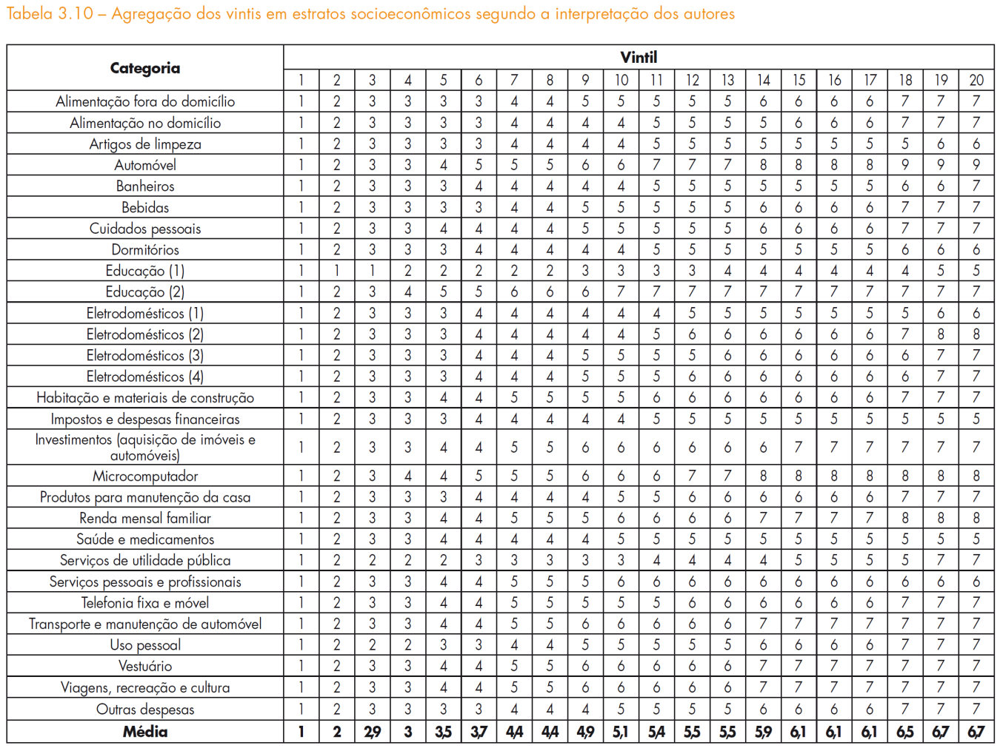 Tabela 3.10 – Agregação dos vintis em estratos socioeconômicos segundo a interpretação dos autores
Categoria Vintil
1 2 3 4 5 6 7 8 9 10 11 12 13 14 15 16 17 18 19 20
Alimentação fora do domicílio 1 2 3 3 3 3 4 4 5 5 5 5 5 6 6 6 6 7 7 7
Alimentação no domicílio 1 2 3 3 3 3 4 4 4 4 5 5 5 5 6 6 6 7 7 7
Artigos de limpeza 1 2 3 3 3 3 4 4 4 4 5 5 5 5 5 5 5 5 6 6
Automóvel 1 2 3 3 4 5 5 5 6 6 7 7 7 8 8 8 8 9 9 9
Banheiros 1 2 3 3 3 4 4 4 4 4 5 5 5 5 5 5 5 6 6 7
Bebidas 1 2 3 3 3 3 4 4 5 5 5 5 5 6 6 6 6 7 7 7
Cuidados pessoais 1 2 3 3 4 4 4 4 5 5 5 5 5 6 6 6 6 7 7 7
Dormitórios 1 2 3 3 3 4 4 4 4 4 5 5 5 5 5 5 5 6 6 6
Educação (1) 1 1 1 2 2 2 2 2 3 3 3 3 4 4 4 4 4 4 5 5
Educação (2) 1 2 3 4 5 5 6 6 6 7 7 7 7 7 7 7 7 7 7 7
Eletrodomésticos (1) 1 2 3 3 3 4 4 4 4 4 4 5 5 5 5 5 5 5 6 6
Eletrodomésticos (2) 1 2 3 3 3 4 4 4 4 4 5 6 6 6 6 6 6 7 8 8
Eletrodomésticos (3) 1 2 3 3 3 4 4 4 5 5 5 5 6 6 6 6 6 6 7 7
Eletrodomésticos (4) 1 2 3 3 3 4 4 4 5 5 5 6 6 6 6 6 6 6 7 7
Habitação e materiais de construção 1 2 3 3 4 4 5 5 5 5 6 6 6 6 6 6 6 7 7 7
Impostos e despesas financeiras 1 2 3 3 3 4 4 4 4 4 5 5 5 5 5 5 5 5 5 5
Investimentos (aquisição de imóveis e
automóveis) 1 2 3 3 4 4 5 5 6 6 6 6 6 6 7 7 7 7 7 7
Microcomputador 1 2 3 4 4 5 5 5 6 6 6 7 7 8 8 8 8 8 8 8
Produtos para manutenção da casa 1 2 3 3 3 4 4 4 4 5 5 6 6 6 6 6 6 7 7 7
Renda mensal familiar 1 2 3 3 4 4 5 5 5 6 6 6 6 7 7 7 7 8 8 8
Saúde e medicamentos 1 2 3 3 4 4 4 4 4 5 5 5 5 5 5 5 5 5 5 5
Serviços de utilidade pública 1 2 2 2 2 3 3 3 3 3 4 4 4 4 5 5 5 5 7 7
Serviços pessoais e profissionais 1 2 3 3 4 4 5 5 5 6 6 6 6 6 6 6 6 6 6 6
Telefonia fixa e móvel 1 2 3 3 4 4 5 5 5 5 5 6 6 6 6 6 6 7 7 7
Transporte e manutenção de automóvel 1 2 3 3 4 4 5 5 6 6 6 6 6 7 7 7 7 7 7 7
Uso pessoal 1 2 2 2 3 3 4 4 5 5 5 5 5 6 6 6 6 7 7 7
Vestuário 1 2 3 3 4 4 5 5 6 6 6 6 6 7 7 7 7 7 7 7
Viagens, recreação e cultura 1 2 3 3 4 4 5 5 6 6 6 6 6 7 7 7 7 7 7 7
Outras despesas 1 2 3 3 3 3 4 4 4 5 5 5 5 6 6 6 6 7 7 7
Média 1 2 2,9 3 3,5 3,7 4,4 4,4 4,9 5,1 5,4 5,5 5,5 5,9 6,1 6,1 6,1 6,5 6,7 6,7